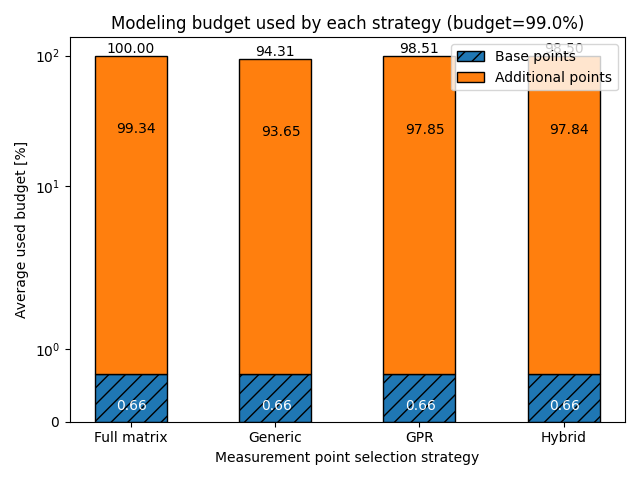 Modeling budget used by each strategy (budget=99.0%)
100.00
94.31
98.51
98.50
Base points
Additional points
99.34
93.65
97.85
97.84
0.66
0.66
0.66
0.66
10²
10¹
10⁰
0
Average used budget [%]
Full matrix
Generic
GPR
Hybrid
Measurement point selection strategy